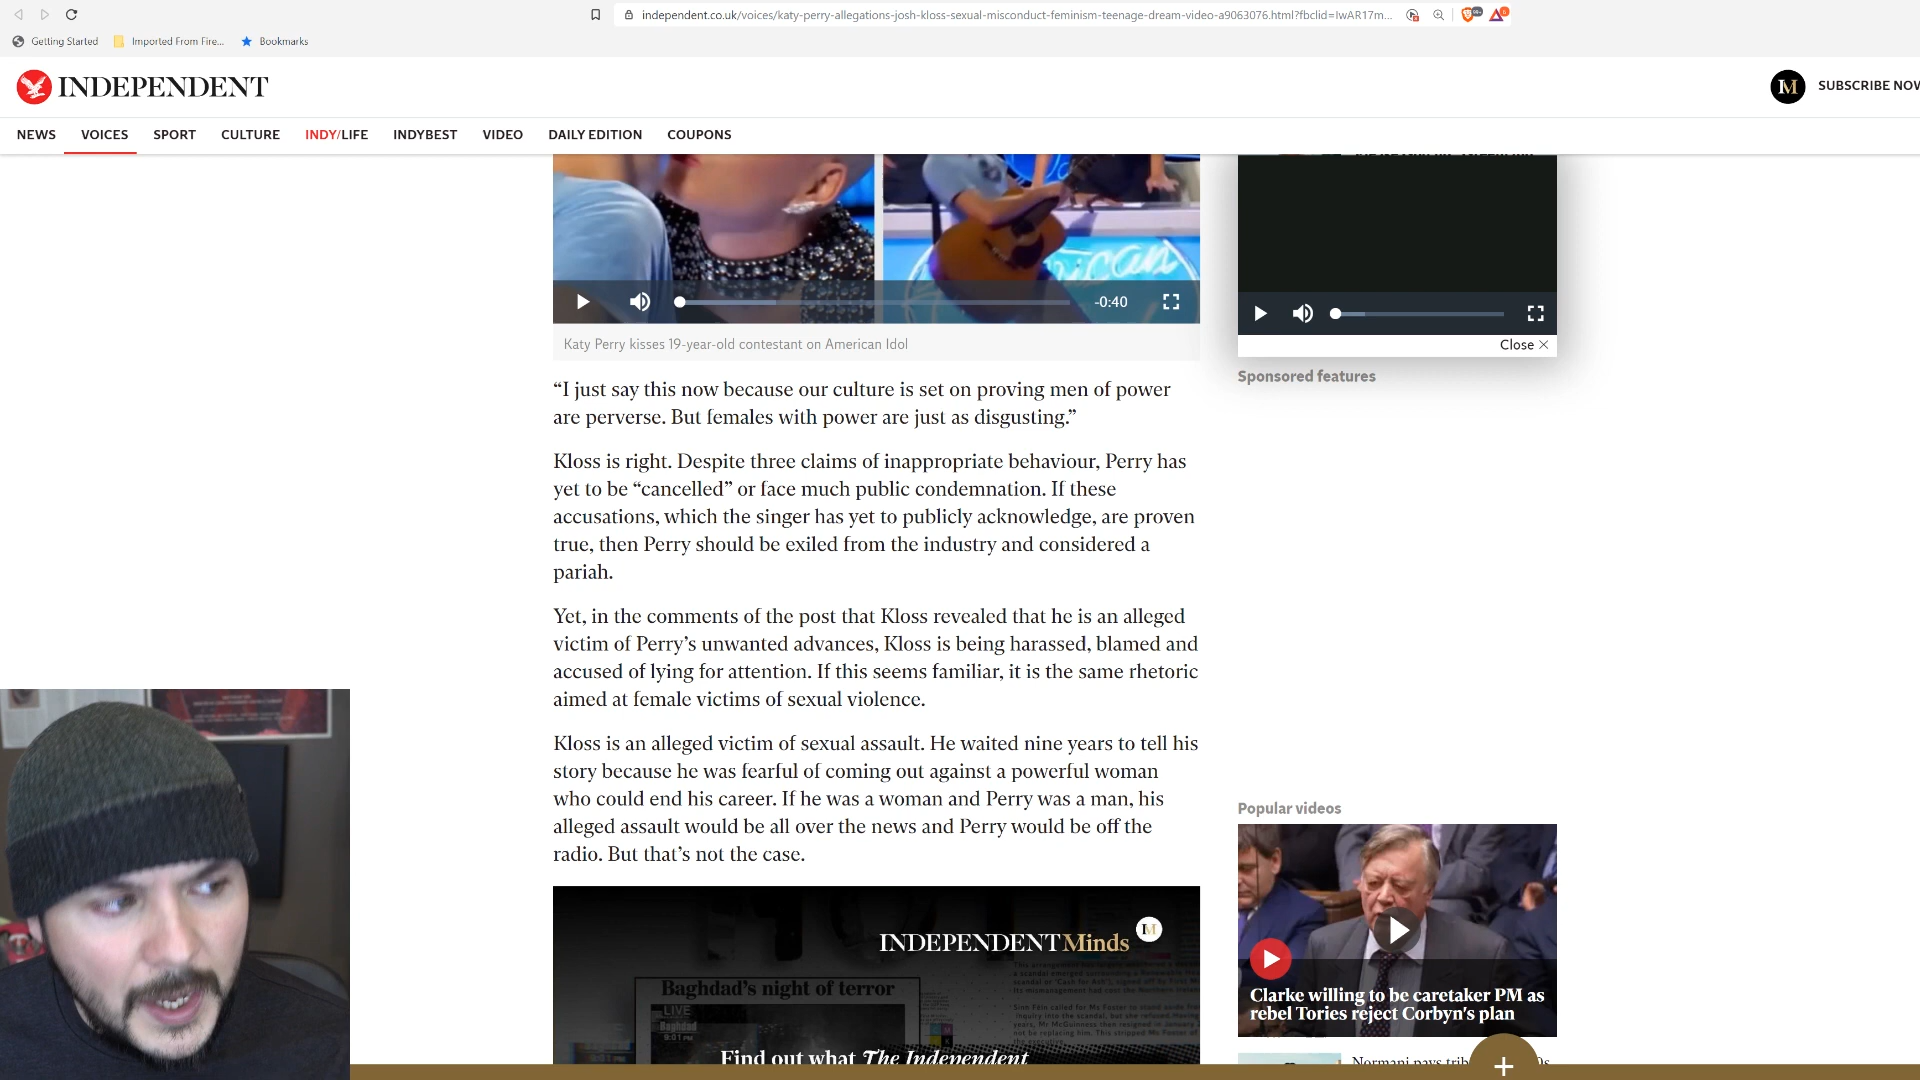 independent.co.uk/voices/katy-perry-allegations-josh-kloss-sexual-misconduct-feminism-teenage-dream-video-a9063076.html?fbclid=IwAR17m...
Getting Started
Imported From Fire...
Bookmarks
INDEPENDENT
SUBSCRIBE NOW
NEWS VOICES SPORT CULTURE INDY/LIFE INDYBEST VIDEO DAILY EDITION COUPONS
-0:40
Katy Perry kisses 19-year-old contestant on American Idol
Close
Sponsored features
“I just say this now because our culture is set on proving men of power
are perverse. But females with power are just as disgusting.”
Kloss is right. Despite three claims of inappropriate behaviour, Perry has
yet to be “cancelled” or face much public condemnation. If these
accusations, which the singer has yet to publicly acknowledge, are proven
true, then Perry should be exiled from the industry and considered a
pariah.
Yet, in the comments of the post that Kloss revealed that he is an alleged
victim of Perry’s unwanted advances, Kloss is being harassed, blamed and
accused of lying for attention. If this seems familiar, it is the same rhetoric
aimed at female victims of sexual violence.
Kloss is an alleged victim of sexual assault. He waited nine years to tell his
story because he was fearful of coming out against a powerful woman
who could end his career. If he was a woman and Perry was a man, his
alleged assault would be all over the news and Perry would be off the
radio. But that’s not the case.
INDEPENDENT Minds
IM
Baghdad's night of terror
LIVE
Baghdad
9:01 PM
Find out what The Independent
Popular videos
Clarke willing to be caretaker PM as
rebel Tories reject Corbyn's plan